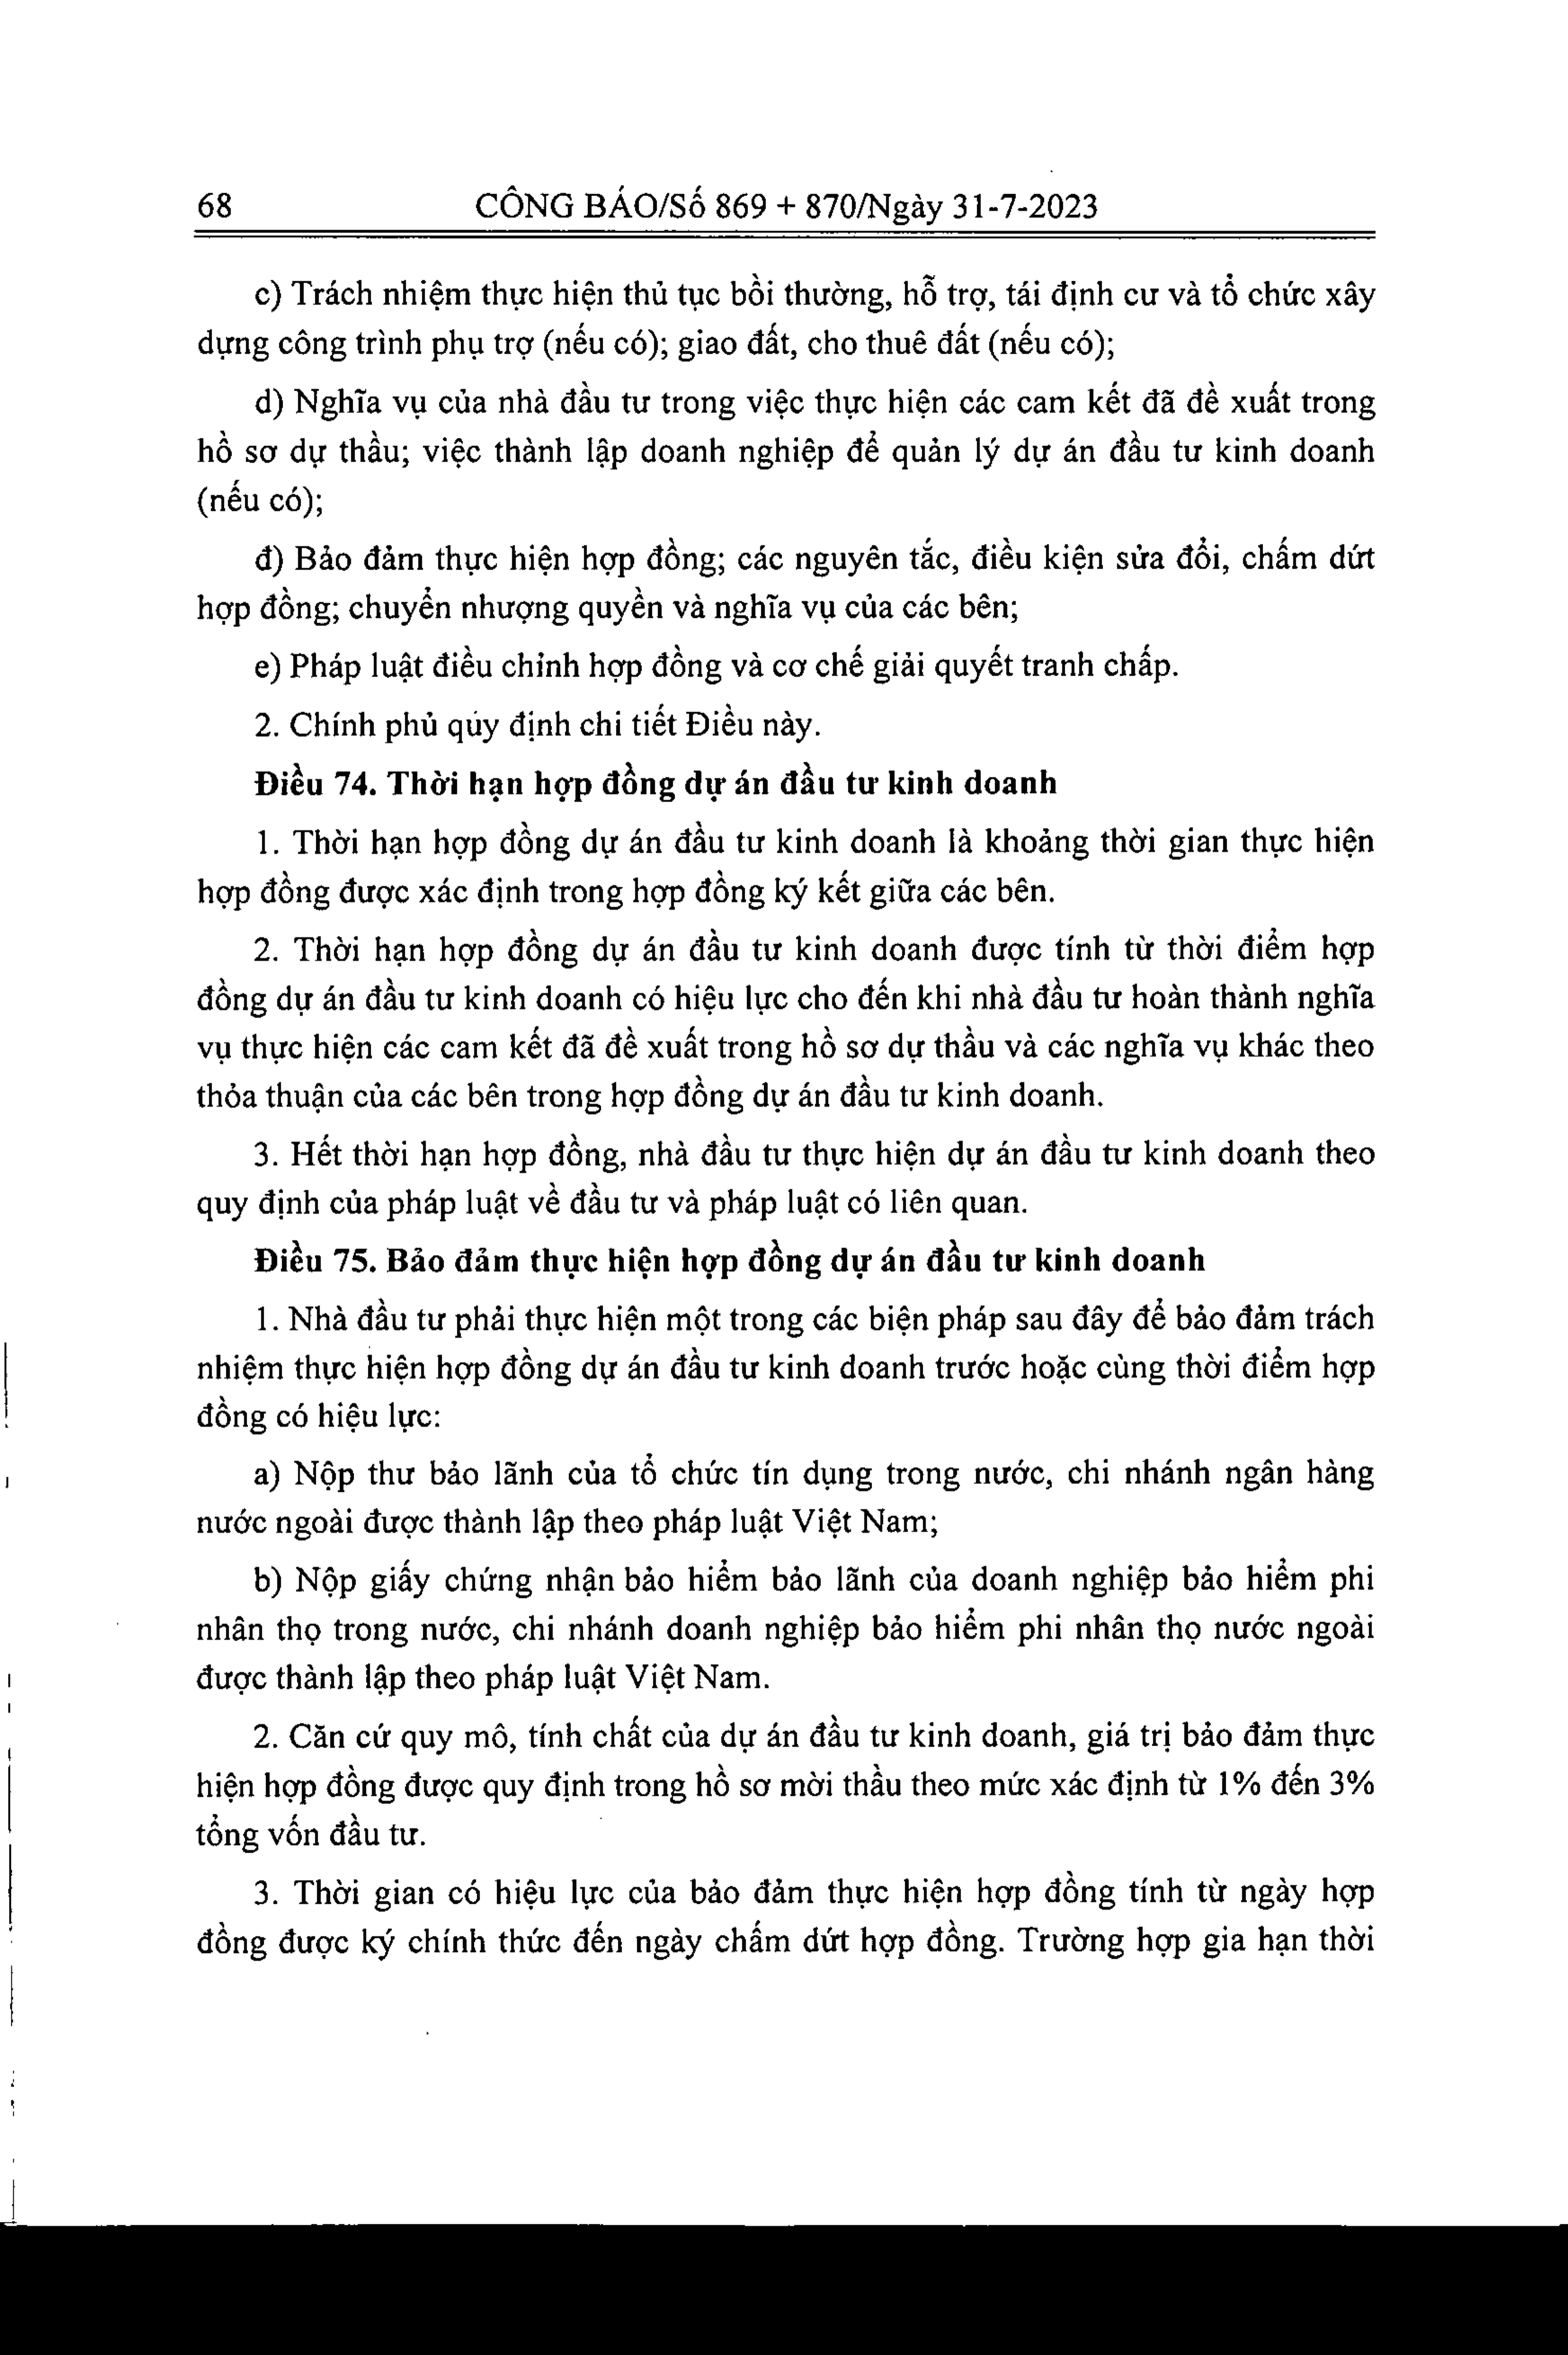 68 CÔNG BÁO/Số 869 + 870/Ngày 31-7-2023
c) Trách nhiệm thực hiện thủ tục bồi thường, hỗ trợ, tái định cư và tổ chức xây
dựng công trình phụ trợ (nếu có); giao đất, cho thuê đất (nếu có);
d) Nghĩa vụ của nhà đầu tư trong việc thực hiện các cam kết đã đề xuất trong
hồ sơ dự thầu; việc thành lập doanh nghiệp để quản lý dự án đầu tư kinh doanh
(nếu có);
đ) Bảo đảm thực hiện hợp đồng; các nguyên tắc, điều kiện sửa đổi, chấm dứt
hợp đồng; chuyển nhượng quyền và nghĩa vụ của các bên;
e) Pháp luật điều chỉnh hợp đồng và cơ chế giải quyết tranh chấp.
2. Chính phủ quy định chi tiết Điều này.
Điều 74. Thời hạn hợp đồng dự án đầu tư kinh doanh
1. Thời hạn hợp đồng dự án đầu tư kinh doanh là khoảng thời gian thực hiện
hợp đồng được xác định trong hợp đồng ký kết giữa các bên.
2. Thời hạn hợp đồng dự án đầu tư kinh doanh được tính từ thời điểm hợp
đồng dự án đầu tư kinh doanh có hiệu lực cho đến khi nhà đầu tư hoàn thành nghĩa
vụ thực hiện các cam kết đã đề xuất trong hồ sơ dự thầu và các nghĩa vụ khác theo
thỏa thuận của các bên trong hợp đồng dự án đầu tư kinh doanh.
3. Hết thời hạn hợp đồng, nhà đầu tư thực hiện dự án đầu tư kinh doanh theo
quy định của pháp luật về đầu tư và pháp luật có liên quan.
Điều 75. Bảo đảm thực hiện hợp đồng dự án đầu tư kinh doanh
1. Nhà đầu tư phải thực hiện một trong các biện pháp sau đây để bảo đảm trách
nhiệm thực hiện hợp đồng dự án đầu tư kinh doanh trước hoặc cùng thời điểm hợp
đồng có hiệu lực:
a) Nộp thư bảo lãnh của tổ chức tín dụng trong nước, chi nhánh ngân hàng
nước ngoài được thành lập theo pháp luật Việt Nam;
b) Nộp giấy chứng nhận bảo hiểm bảo lãnh của doanh nghiệp bảo hiểm phi
nhân thọ trong nước, chi nhánh doanh nghiệp bảo hiểm phi nhân thọ nước ngoài
được thành lập theo pháp luật Việt Nam.
2. Căn cứ quy mô, tính chất của dự án đầu tư kinh doanh, giá trị bảo đảm thực
hiện hợp đồng được quy định trong hồ sơ mời thầu theo mức xác định từ 1% đến 3%
tổng vốn đầu tư.
3. Thời gian có hiệu lực của bảo đảm thực hiện hợp đồng tính từ ngày hợp
đồng được ký chính thức đến ngày chấm dứt hợp đồng. Trường hợp gia hạn thời